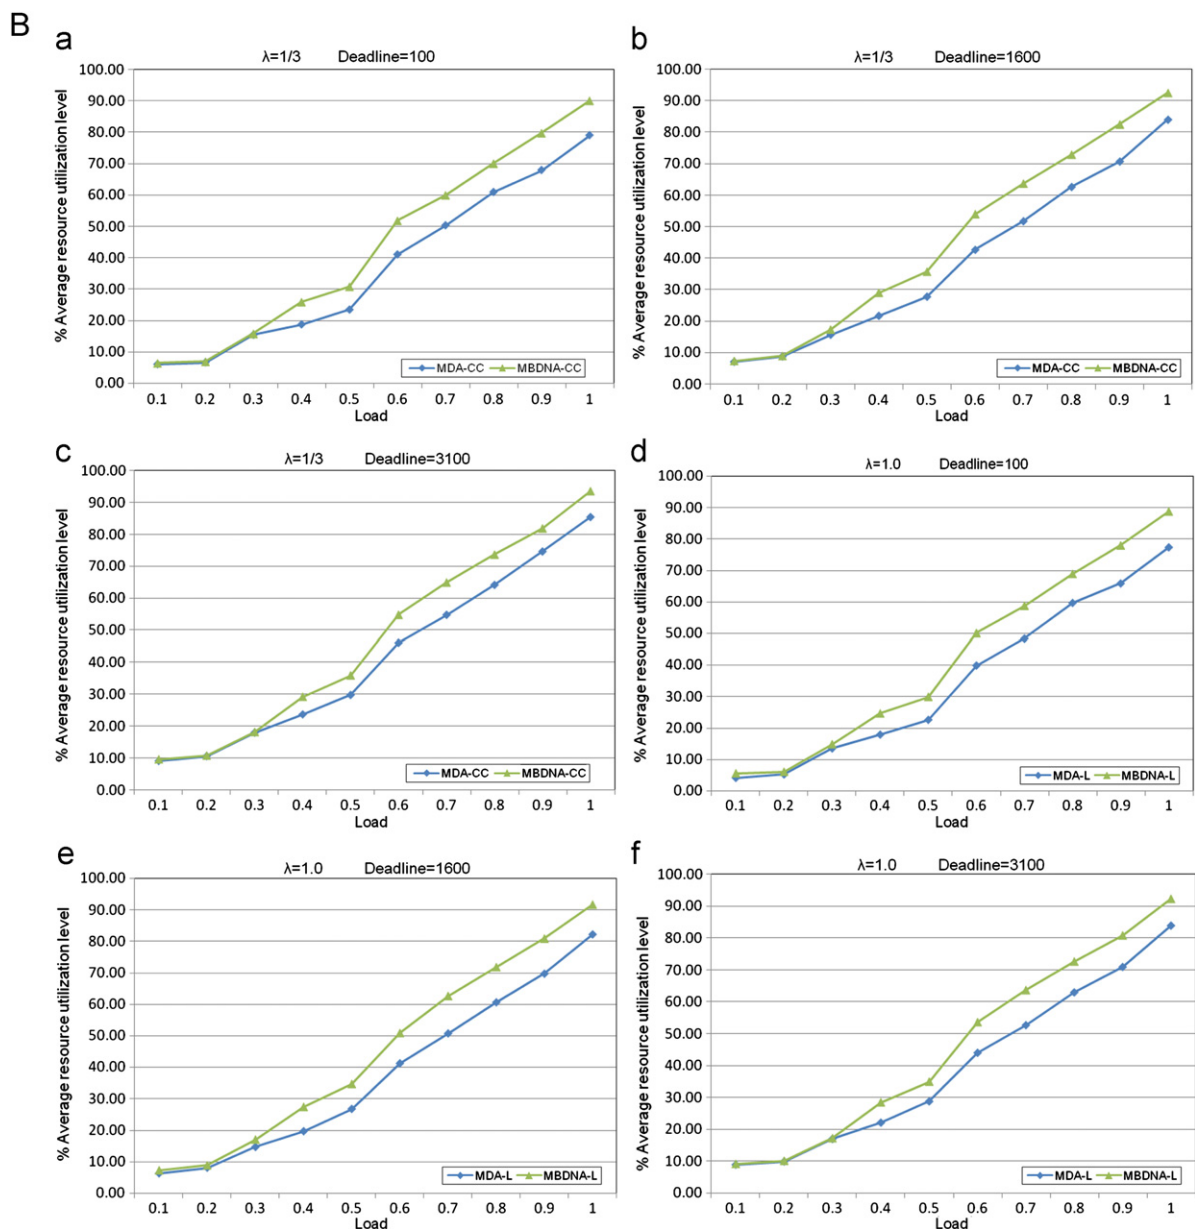 B
a
λ=1/3 Deadline=100
% Average resource utilization level
100.00
90.00
80.00
70.00
60.00
50.00
40.00
30.00
20.00
10.00
0.00
MDA-CC MBDNA-CC
0.1 0.2 0.3 0.4 0.5 0.6 0.7 0.8 0.9 1
Load
b
λ=1/3 Deadline=1600
% Average resource utilization level
100.00
90.00
80.00
70.00
60.00
50.00
40.00
30.00
20.00
10.00
0.00
MDA-CC MBDNA-CC
0.1 0.2 0.3 0.4 0.5 0.6 0.7 0.8 0.9 1
Load
c
λ=1/3 Deadline=3100
% Average resource utilization level
100.00
90.00
80.00
70.00
60.00
50.00
40.00
30.00
20.00
10.00
0.00
MDA-CC MBDNA-CC
0.1 0.2 0.3 0.4 0.5 0.6 0.7 0.8 0.9 1
Load
d
λ=1.0 Deadline=100
% Average resource utilization level
100.00
90.00
80.00
70.00
60.00
50.00
40.00
30.00
20.00
10.00
0.00
MDA-L MBDNA-L
0.1 0.2 0.3 0.4 0.5 0.6 0.7 0.8 0.9 1
Load
e
λ=1.0 Deadline=1600
% Average resource utilization level
100.00
90.00
80.00
70.00
60.00
50.00
40.00
30.00
20.00
10.00
0.00
MDA-L MBDNA-L
0.1 0.2 0.3 0.4 0.5 0.6 0.7 0.8 0.9 1
Load
f
λ=1.0 Deadline=3100
% Average resource utilization level
100.00
90.00
80.00
70.00
60.00
50.00
40.00
30.00
20.00
10.00
0.00
MDA-L MBDNA-L
0.1 0.2 0.3 0.4 0.5 0.6 0.7 0.8 0.9 1
Load